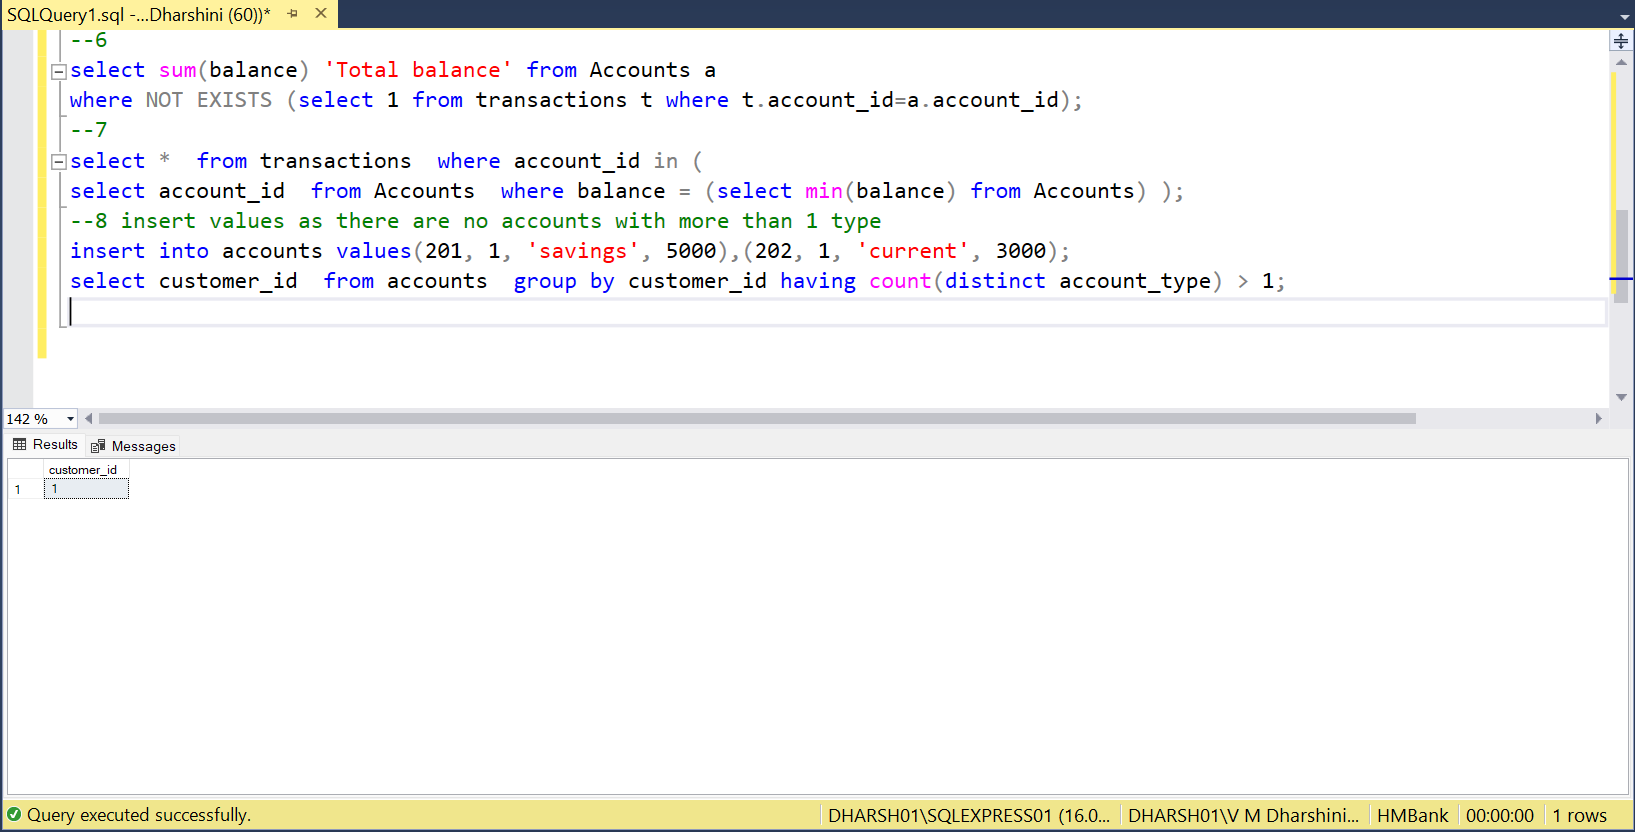 SQLQuery1.sql -...Dharshini (60))*
--6
select sum(balance) 'Total balance' from Accounts a
where NOT EXISTS (select 1 from transactions t where t.account_id=a.account_id);
--7
select *  from transactions  where account_id in (
select account_id  from Accounts  where balance = (select min(balance) from Accounts) );
--8 insert values as there are no accounts with more than 1 type
insert into accounts values(201, 1, 'savings', 5000),(202, 1, 'current', 3000);
select customer_id  from accounts  group by customer_id having count(distinct account_type) > 1;
142 %
Results Messages
customer_id
1 1
Query executed successfully. DHARSH01\SQLEXPRESS01 (16.0... DHARSH01\V M Dharshini... HMBank 00:00:00 1 rows